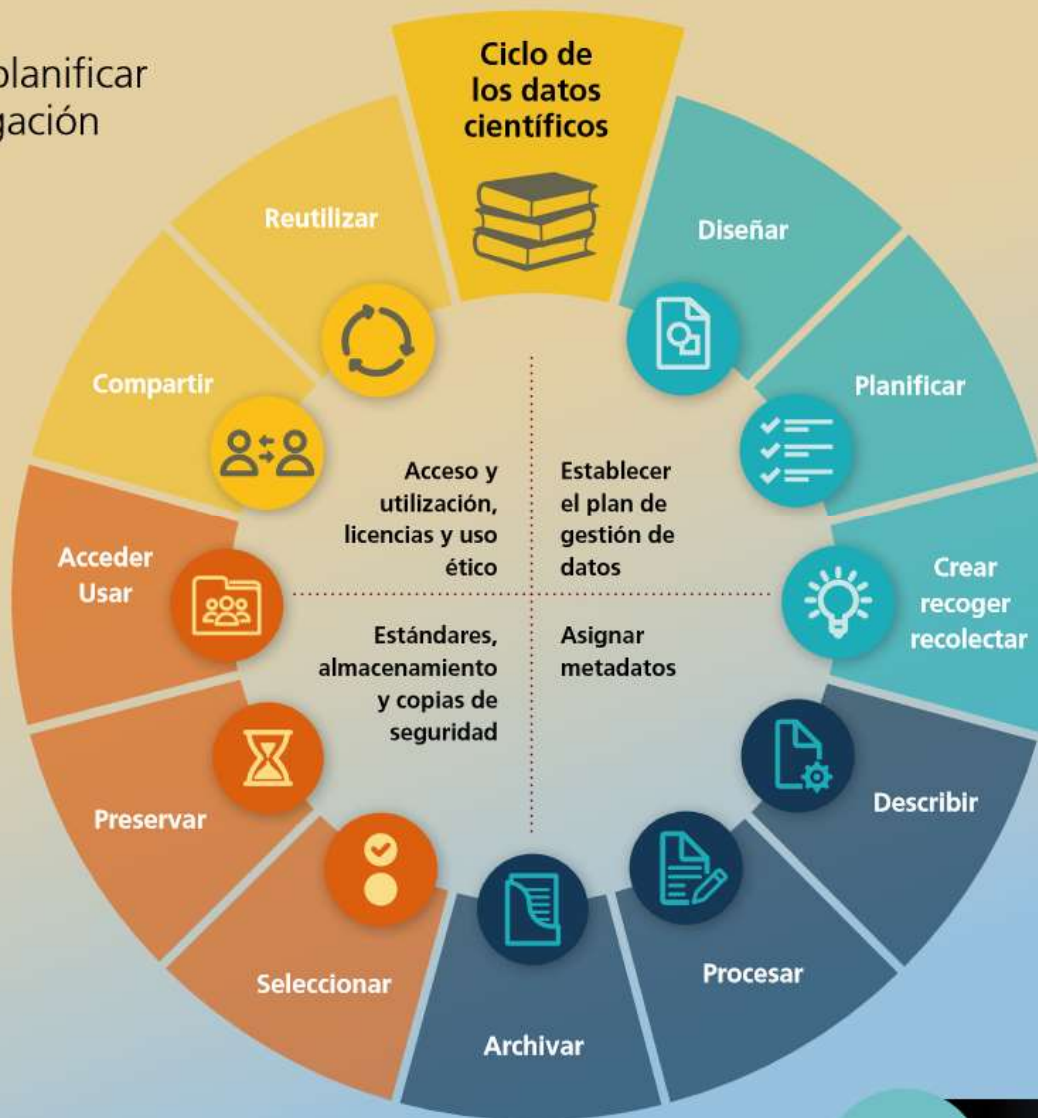 planificar
Ciclo de
los datos
científicos
Diseñar
Planificar
Crear
recoger
recolectar
Describir
Procesar
Archivar
Seleccionar
Preservar
Acceder
Usar
Compartir
Reutilizar
Acceso y
utilización,
licencias y uso
ético
Establecer
el plan de
gestión de
datos
Estándares,
almacenamiento
y copias de
seguridad
Asignar
metadatos